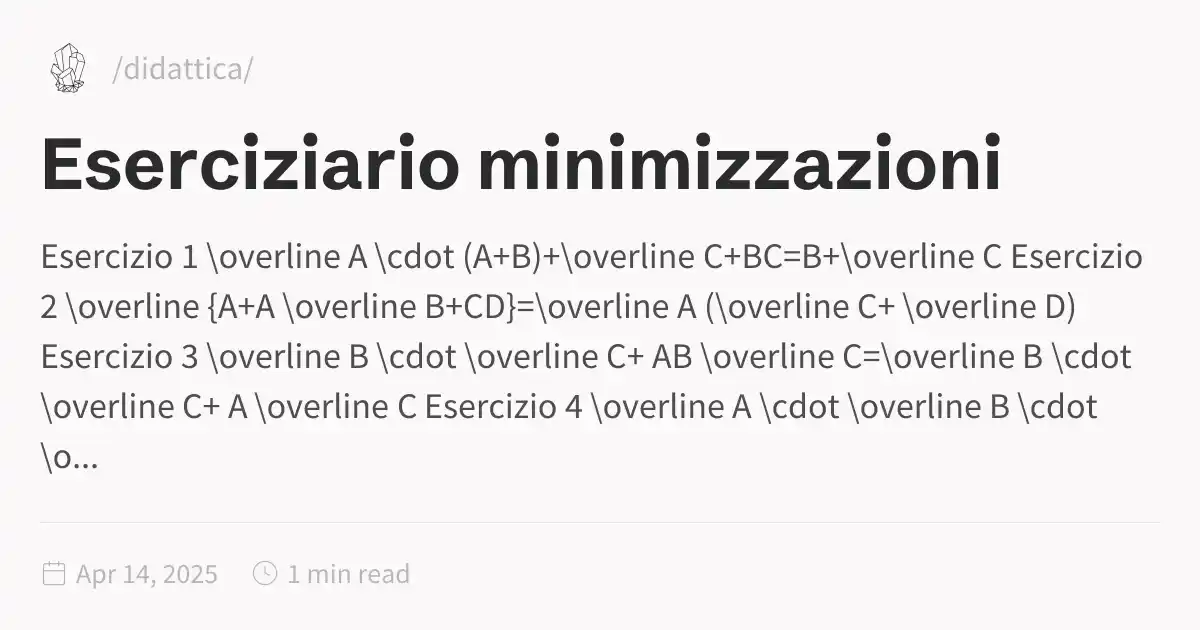 /didattica/
Eserciziario minimizzazioni
Esercizio 1 \overline A \cdot (A+B)+\overline C+BC=B+\overline C Esercizio
2 \overline {A+A \overline B+CD}=\overline A (\overline C+ \overline D)
Esercizio 3 \overline B \cdot \overline C+ AB \overline C=\overline B \cdot
\overline C+ A \overline C Esercizio 4 \overline A \cdot \overline B \cdot
\o...
Apr 14, 2025 1 min read